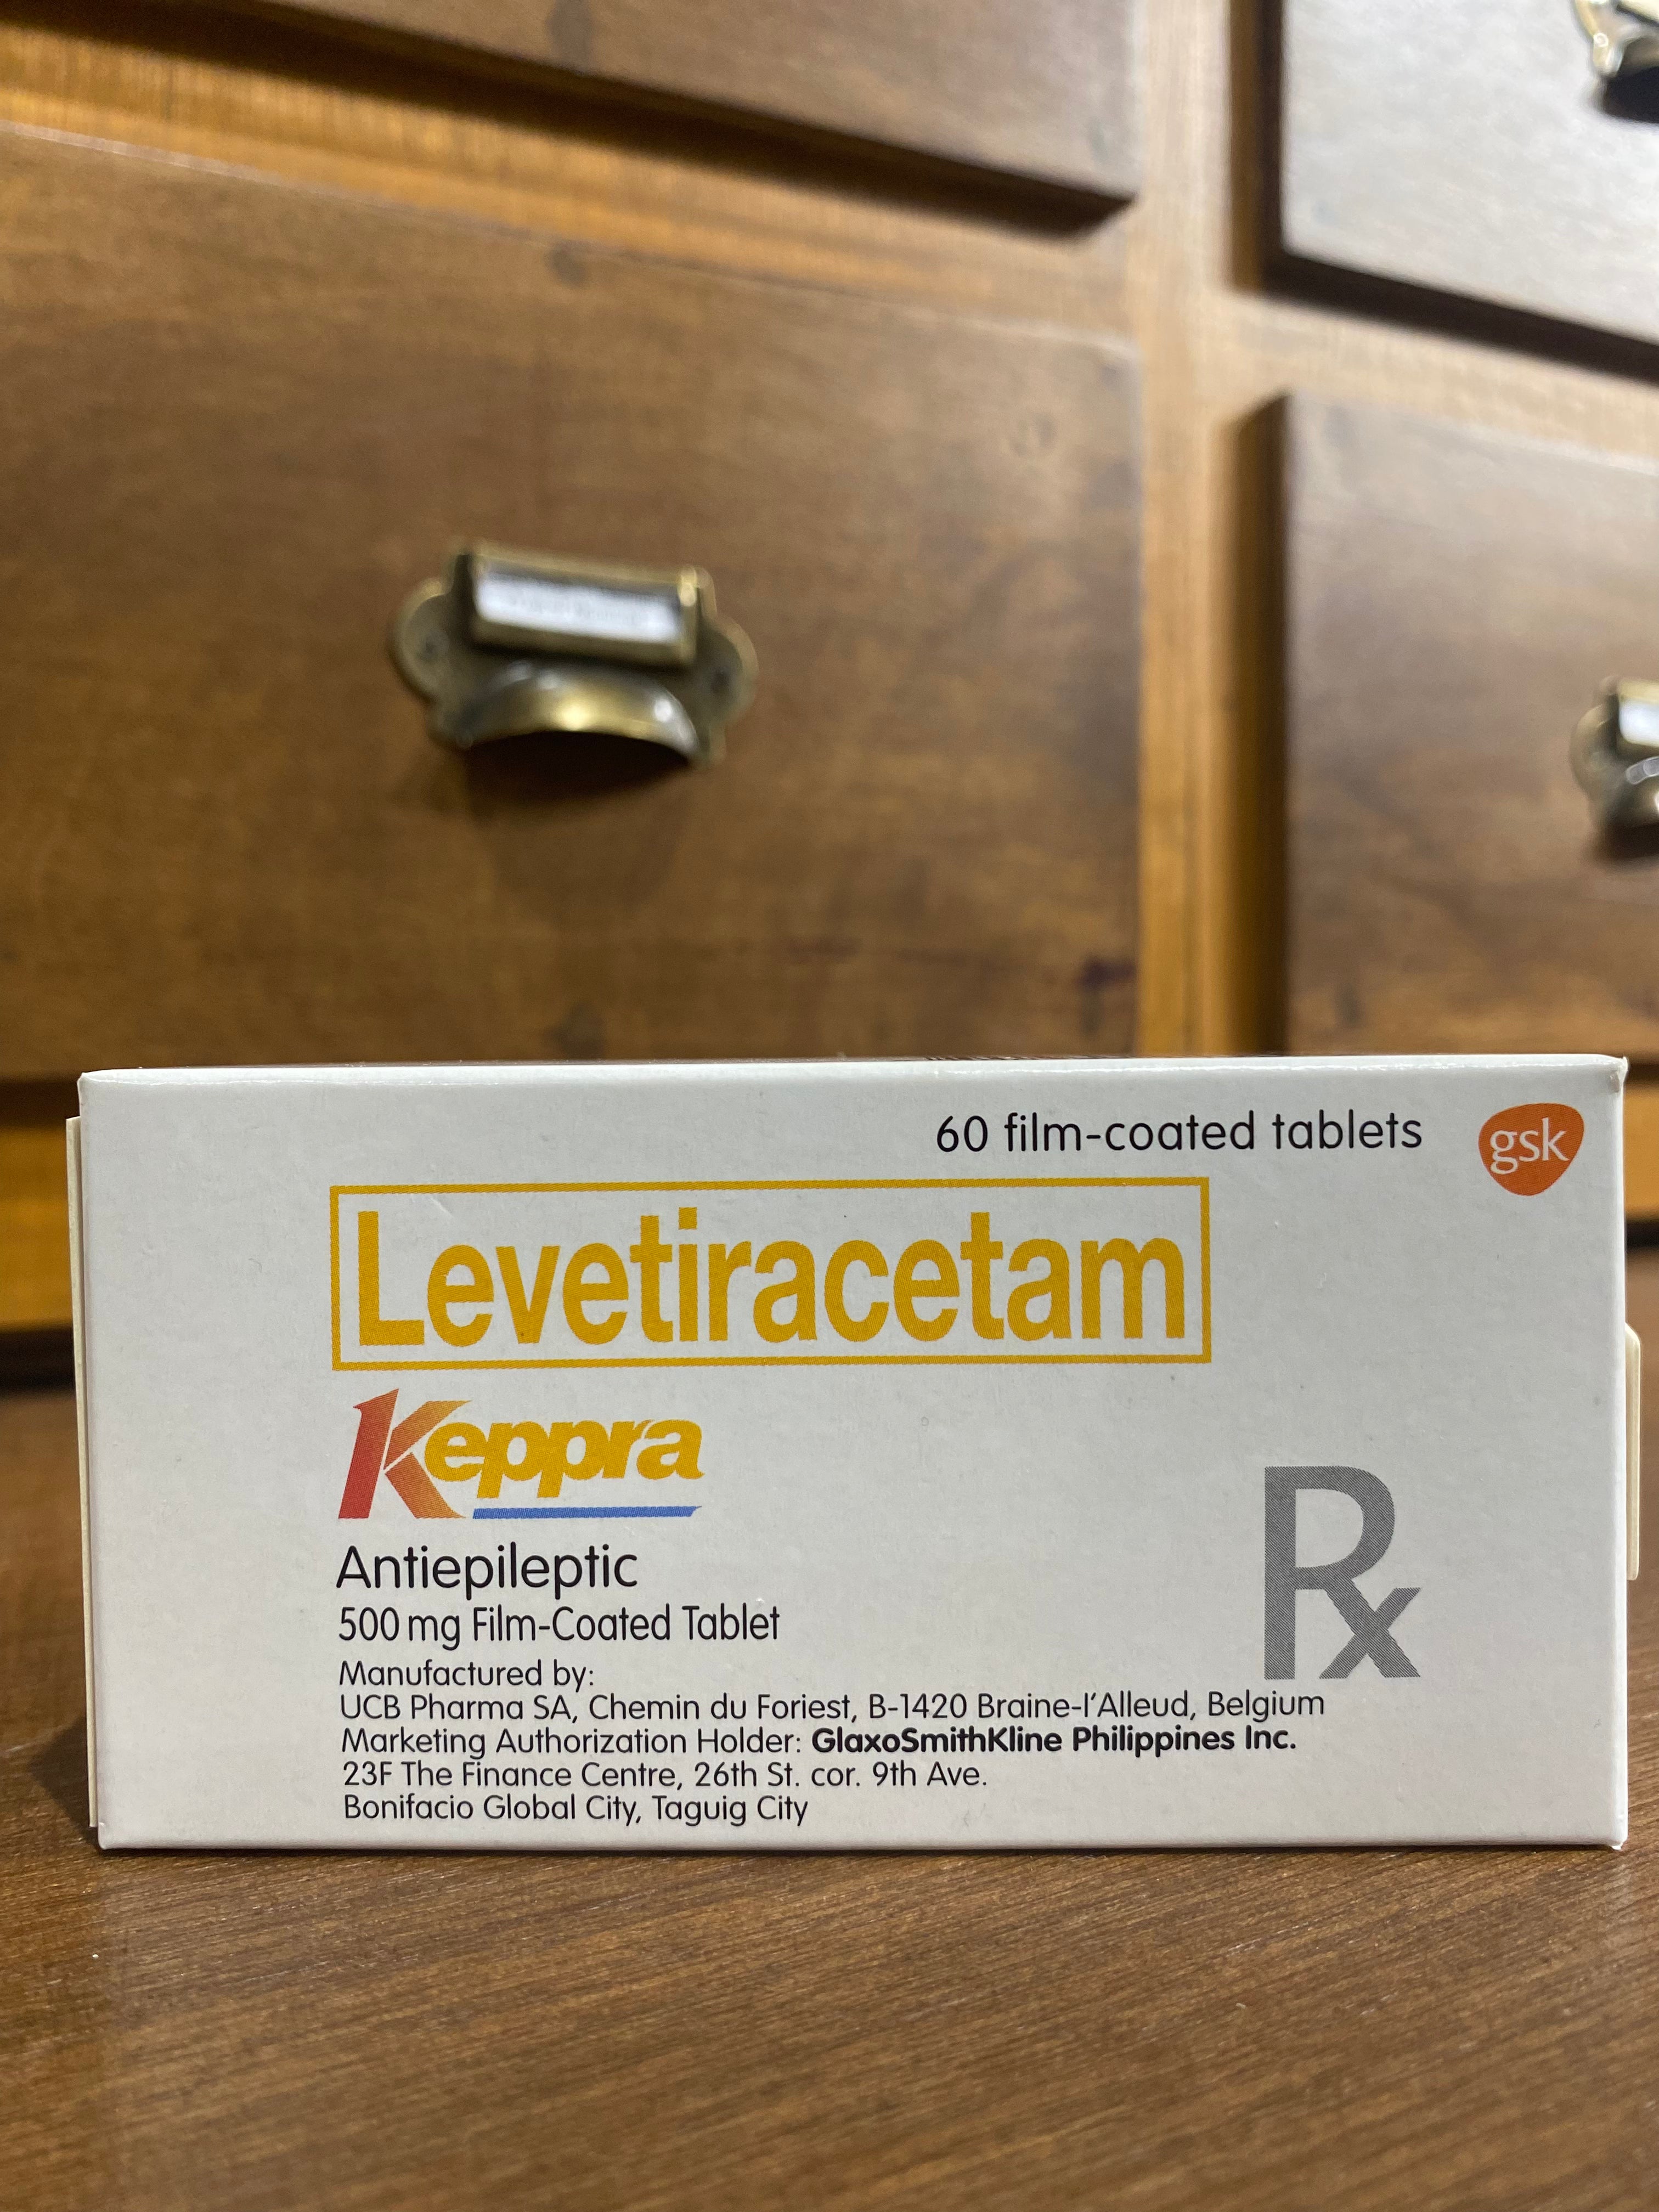 60 film-coated tablets
gsk
Levetiracetam
Keppra
Antiepileptic
500 mg Film-Coated Tablet
Rx
Manufactured by:
UCB Pharma SA, Chemin du Foriest, B-1420 Braine-l'Alleud, Belgium
Marketing Authorization Holder: GlaxoSmithKline Philippines Inc.
23F The Finance Centre, 26th St. cor. 9th Ave.
Bonifacio Global City, Taguig City